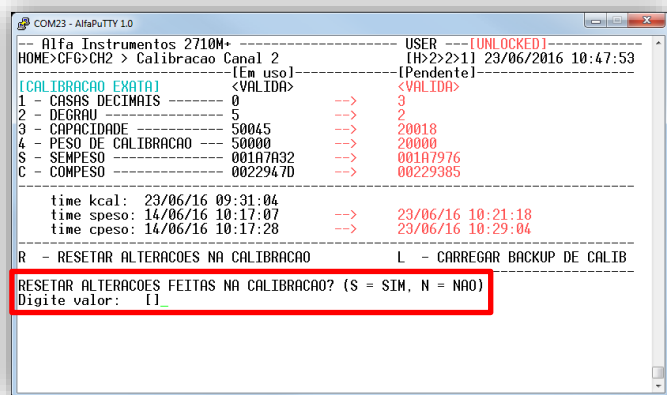 COM23 - AlfaPuTTY 1.0
-- Alfa Instrumentos 2710M+ -------------------- USER ---[UNLOCKED]----------
HOME>CFG>CH2 > Calibracao Canal 2 [H>2>2>1] 23/06/2016 10:47:53
--------------------------[Em uso]-------------[Pendente]-------------------
[CALIBRACAO EXATA] <VALIDA> <VALIDA>
1 - CASAS DECIMAIS ------- 0 --> 3
2 - DEGRAU --------------- 5 --> 2
3 - CAPACIDADE ----------- 50045 --> 20018
4 - PESO DE CALIBRACAO --- 50000 --> 20000
S - SEMPESO -------------- 001A7A32 --> 001A7976
C - COMPESO -------------- 0022947D --> 00229385
----------------------------------------------------------------------------
time kcal: 23/06/16 09:31:04
time speso: 14/06/16 10:17:07 --> 23/06/16 10:21:18
time cpeso: 14/06/16 10:17:28 --> 23/06/16 10:29:04
----------------------------------------------------------------------------
R - RESETAR ALTERACOES NA CALIBRACAO L - CARREGAR BACKUP DE CALIB
----------------------------------------------------------------------------
RESETAR ALTERACOES FEITAS NA CALIBRACAO? (S = SIM, N = NAO)
Digite valor: []_